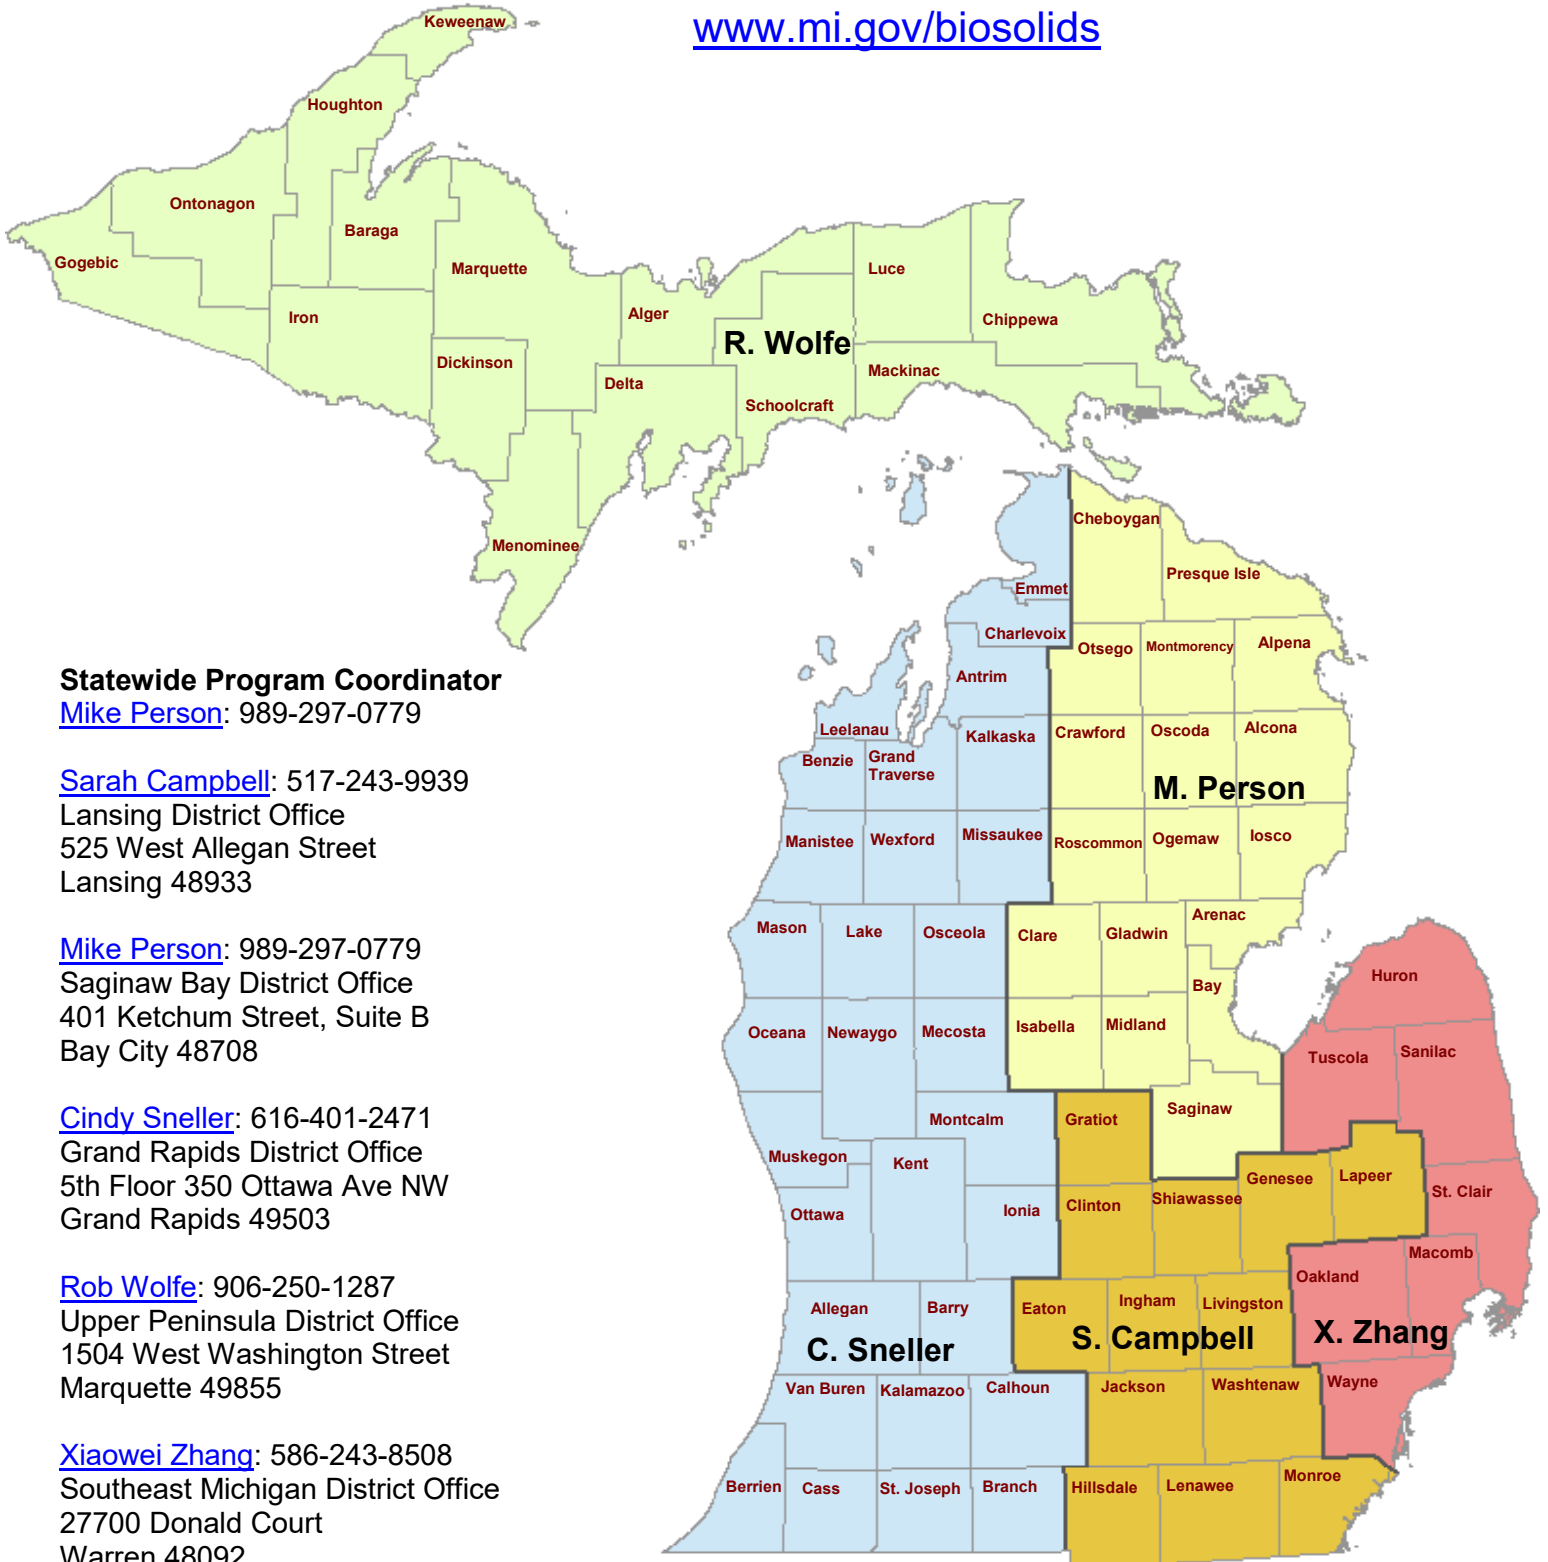 www.mi.gov/biosolids
Keweenaw
Houghton
Ontonagon
Baraga
Gogebic
Marquette
Luce
Iron
Alger
Chippewa
R. Wolfe
Dickinson
Delta
Mackinac
Schoolcraft
Menominee
Cheboygan
Presque Isle
Emmet
Charlevoix
Otsego
Montmorency
Alpena
Antrim
Leelanau
Kalkaska
Crawford
Oscoda
Alcona
Benzie
Grand
Traverse
M. Person
Manistee
Wexford
Missaukee
Roscommon
Ogemaw
Iosco
Mason
Lake
Osceola
Clare
Gladwin
Arenac
Huron
Bay
Oceana
Newaygo
Mecosta
Isabella
Midland
Tuscola
Sanilac
Montcalm
Gratiot
Saginaw
Muskegon
Kent
Genesee
Lapeer
St. Clair
Ottawa
Ionia
Clinton
Shiawassee
Macomb
Oakland
Allegan
Barry
Eaton
Ingham
Livingston
C. Sneller
S. Campbell
X. Zhang
Van Buren
Kalamazoo
Calhoun
Jackson
Washtenaw
Wayne
Berrien
Cass
St. Joseph
Branch
Hillsdale
Lenawee
Monroe
Statewide Program Coordinator
Mike Person: 989-297-0779
Sarah Campbell: 517-243-9939
Lansing District Office
525 West Allegan Street
Lansing 48933
Mike Person: 989-297-0779
Saginaw Bay District Office
401 Ketchum Street, Suite B
Bay City 48708
Cindy Sneller: 616-401-2471
Grand Rapids District Office
5th Floor 350 Ottawa Ave NW
Grand Rapids 49503
Rob Wolfe: 906-250-1287
Upper Peninsula District Office
1504 West Washington Street
Marquette 49855
Xiaowei Zhang: 586-243-8508
Southeast Michigan District Office
27700 Donald Court
Warren 48092